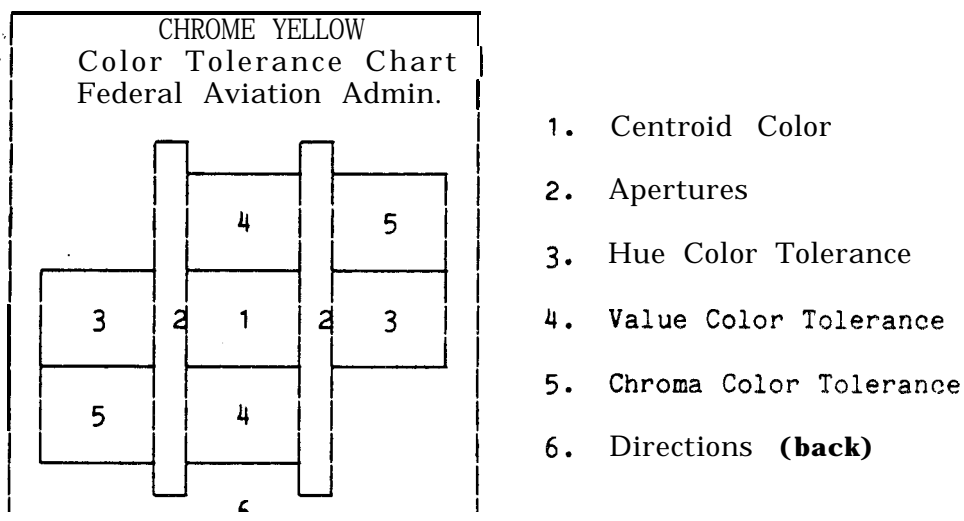 CHROME YELLOW
Color Tolerance Chart
Federal Aviation Admin.
4 5
3 2 1 2 3
5 4
6
1. Centroid Color
2. Apertures
3. Hue Color Tolerance
4. Value Color Tolerance
5. Chroma Color Tolerance
6. Directions (back)